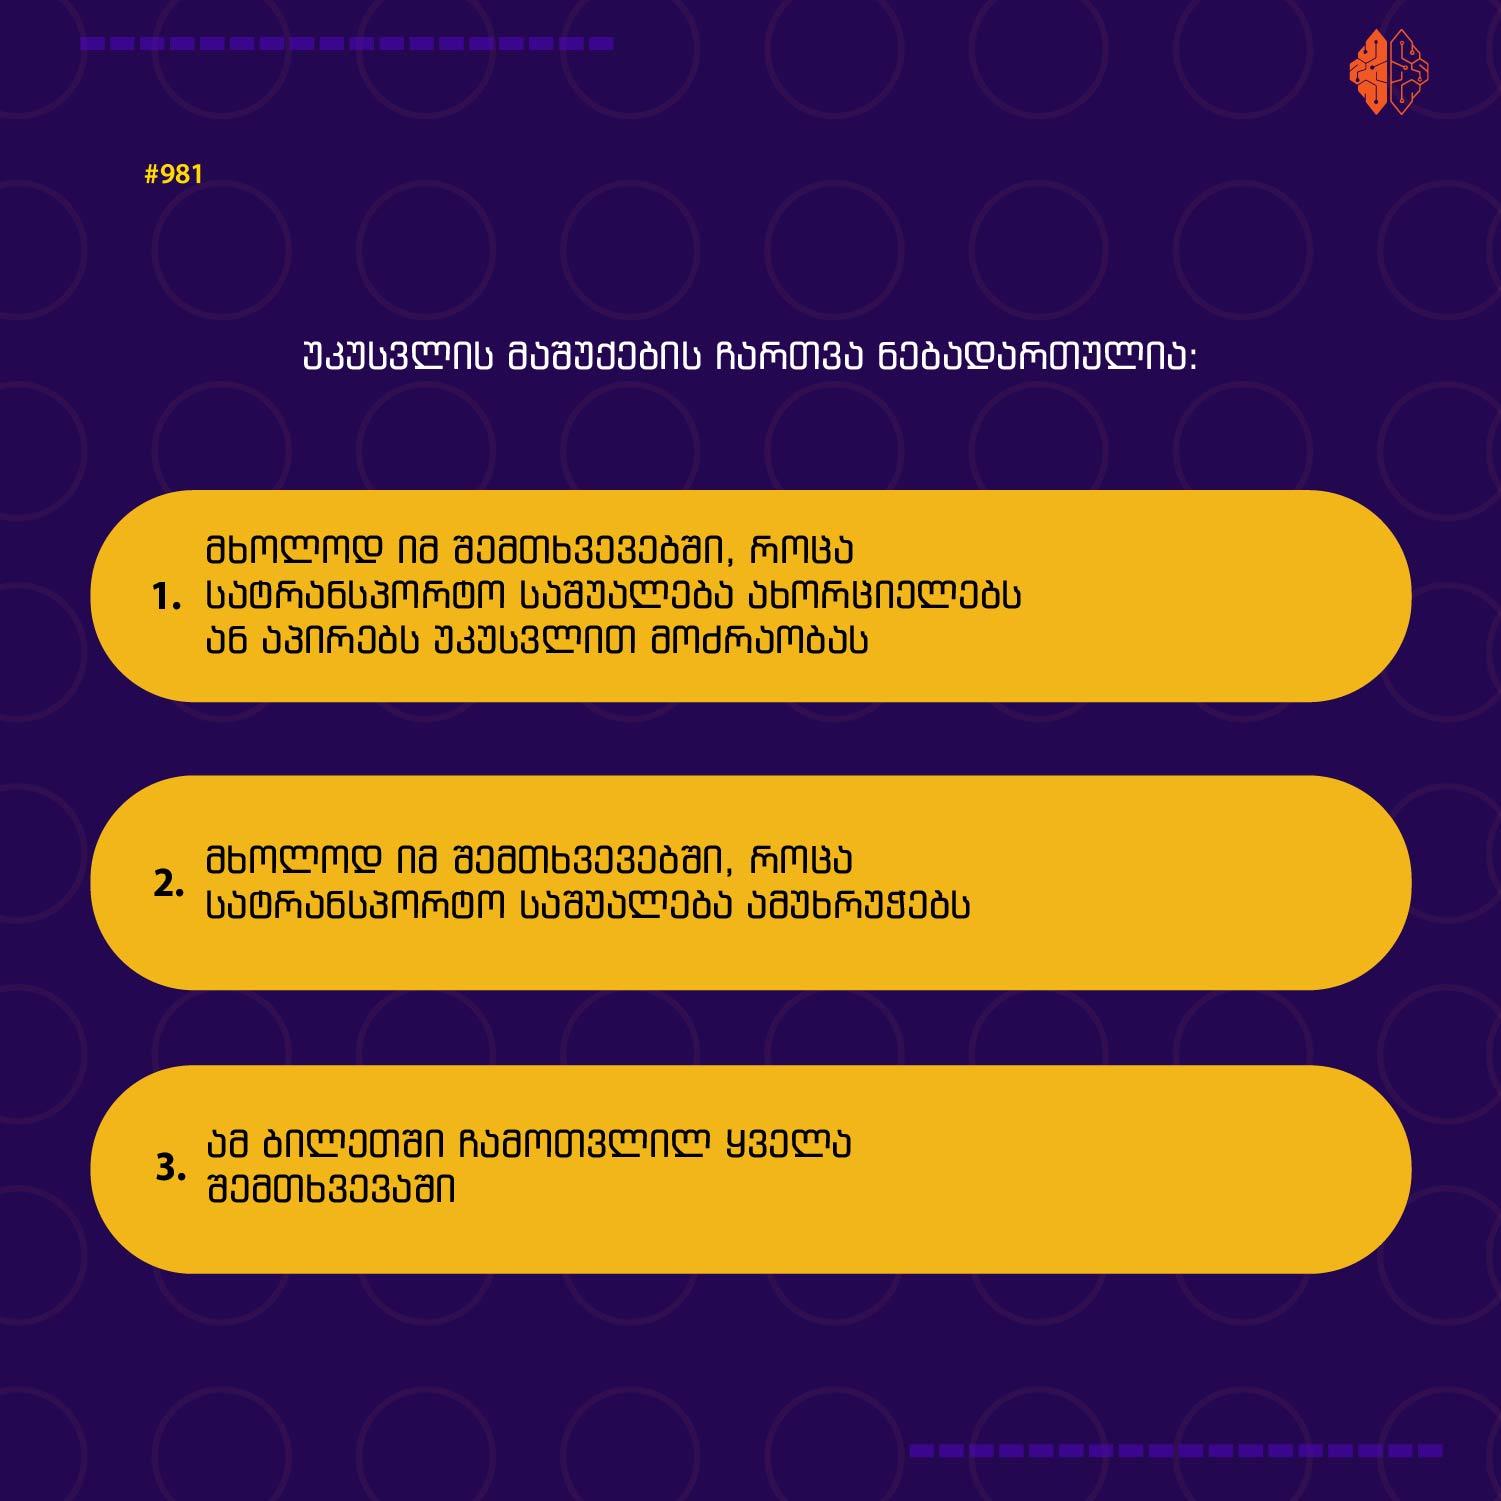 #981
უკუსვლის მაშუქების ჩართვა ნებადართულია:
1. მხოლოდ იმ შემთხვევებში, როცა
სატრანსპორტო საშუალება ახორციელებს
ან აპირებს უკუსვლით მოძრაობას
2. მხოლოდ იმ შემთხვევებში, როცა
სატრანსპორტო საშუალება ამუხრუჭებს
3. ამ ბილეთში ჩამოთვლილ ყველა
შემთხვევაში